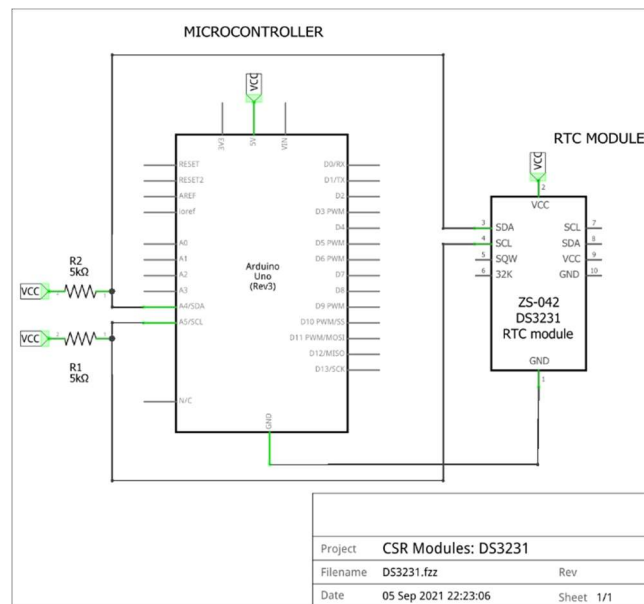 MICROCONTROLLER
VCC
3V3
5V
VIN
RESET
RESET2
AREF
ioref
A0
A1
A2
A3
A4/SDA
A5/SCL
N/C
Arduino
Uno
(Rev3)
D0/RX
D1/TX
D2
D3 PWM
D4
D5 PWM
D6 PWM
D7
D8
D9 PWM
D10 PWM/SS
D11 PWM/MOSI
D12/MISO
D13/SCK
GND
R2
5kΩ
VCC 2 1
VCC 2 1
R1
5kΩ
RTC MODULE
VCC
2
VCC
3 SDA SCL 7
4 SCL SDA 8
5 SQW VCC 9
6 32K GND 10
ZS-042
DS3231
RTC module
GND
1
Project CSR Modules: DS3231
Filename DS3231.fzz Rev
Date 05 Sep 2021 22:23:06 Sheet 1/1